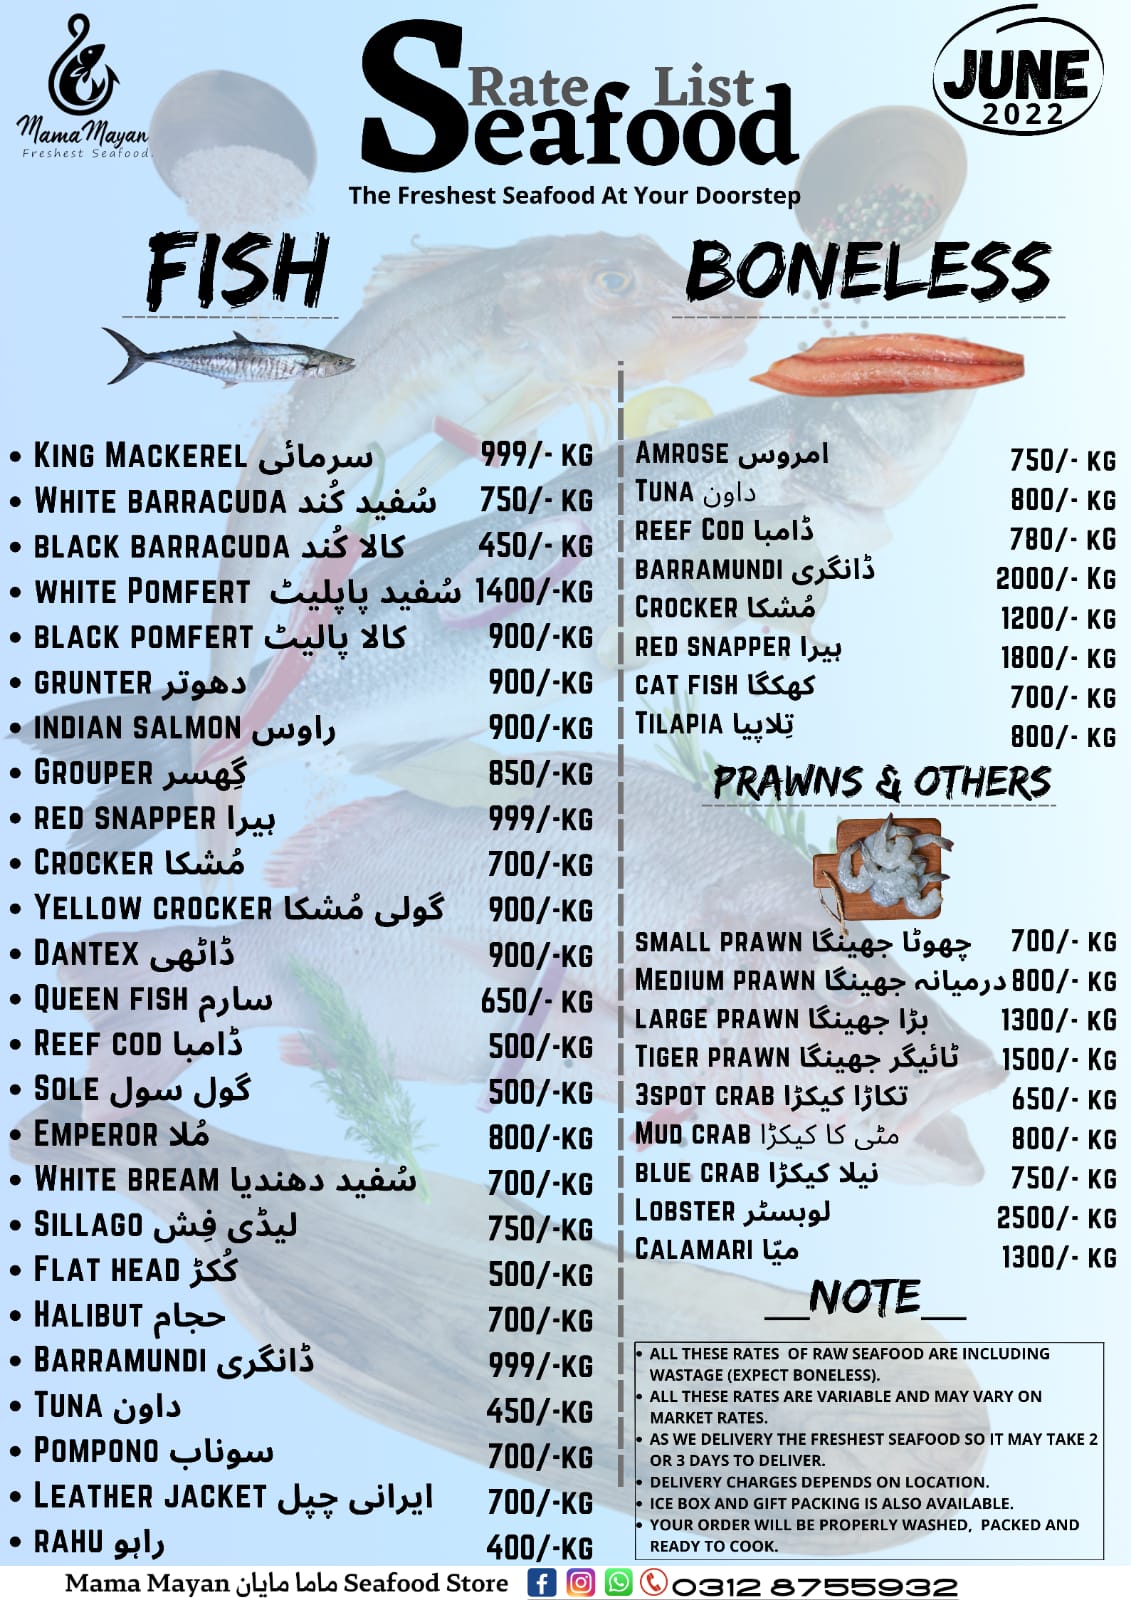 MamaMayan
Freshest Seafood.
Rate List
Seafood
The Freshest Seafood At Your Doorstep
JUNE
2022
FISH
• King Mackerel سرمائی 999/- KG
• White barracuda سُفید کُند 750/- KG
• black barracuda کالا کُند 450/- KG
• white Pomfert سُفید پاپلیٹ 1400/-KG
• black pomfert کالا پالیٹ 900/-KG
• grunter دھوتر 900/-KG
• indian salmon راوس 900/-KG
• Grouper گِھسر 850/-KG
• red snapper ہیرا 999/-KG
• Crocker مُشکا 700/-KG
• Yellow crocker گولی مُشکا 900/-KG
• Dantex ڈاٹھی 900/-KG
• Queen fish سارم 650/- KG
• Reef cod ڈامبا 500/-KG
• Sole گول سول 500/-KG
• Emperor مُلا 800/-KG
• White bream سُفید دھندیا 700/-KG
• Sillago لیڈی فِش 750/-KG
• Flat head کُکڑ 500/-KG
• Halibut حجام 700/-KG
• Barramundi ڈانگری 999/-KG
• Tuna داون 450/-KG
• Pompono سوناب 700/-KG
• Leather jacket ایرانی چپل 700/-KG
• rahu راہو 400/-KG
BONELESS
Amrose امروس 750/- KG
Tuna داون 800/- KG
reef Cod ڈامبا 780/- KG
barramundi ڈانگری 2000/- KG
Crocker مُشکا 1200/- KG
red snapper ہیرا 1800/- KG
cat fish کھکگا 700/- KG
Tilapia تِلاپیا 800/- KG
PRAWNS & OTHERS
small prawn چھوٹا جھینگا 700/- KG
Medium prawn درمیانہ جھینگا 800/- KG
large prawn بڑا جھینگا 1300/- KG
Tiger prawn ٹائیگر جھینگا 1500/- KG
3spot crab تکاڑا کیکڑا 650/- KG
Mud crab مٹی کا کیکڑا 800/- KG
blue crab نیلا کیکڑا 750/- KG
Lobster لوبسٹر 2500/- KG
Calamari میّا 1300/- KG
__NOTE__
• ALL THESE RATES OF RAW SEAFOOD ARE INCLUDING
WASTAGE (EXPECT BONELESS).
• ALL THESE RATES ARE VARIABLE AND MAY VARY ON
MARKET RATES.
• AS WE DELIVERY THE FRESHEST SEAFOOD SO IT MAY TAKE 2
OR 3 DAYS TO DELIVER.
• DELIVERY CHARGES DEPENDS ON LOCATION.
• ICE BOX AND GIFT PACKING IS ALSO AVAILABLE.
• YOUR ORDER WILL BE PROPERLY WASHED, PACKED AND
READY TO COOK.
Mama Mayan ماما مایان Seafood Store 0312 8755932